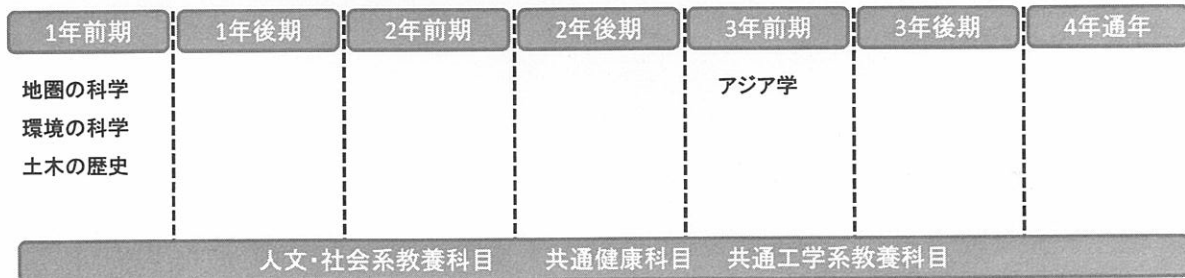 1年前期 1年後期 2年前期 2年後期 3年前期 3年後期 4年通年
地圏の科学 アジア学
環境の科学
土木の歴史
人文・社会系教養科目 共通健康科目 共通工学系教養科目